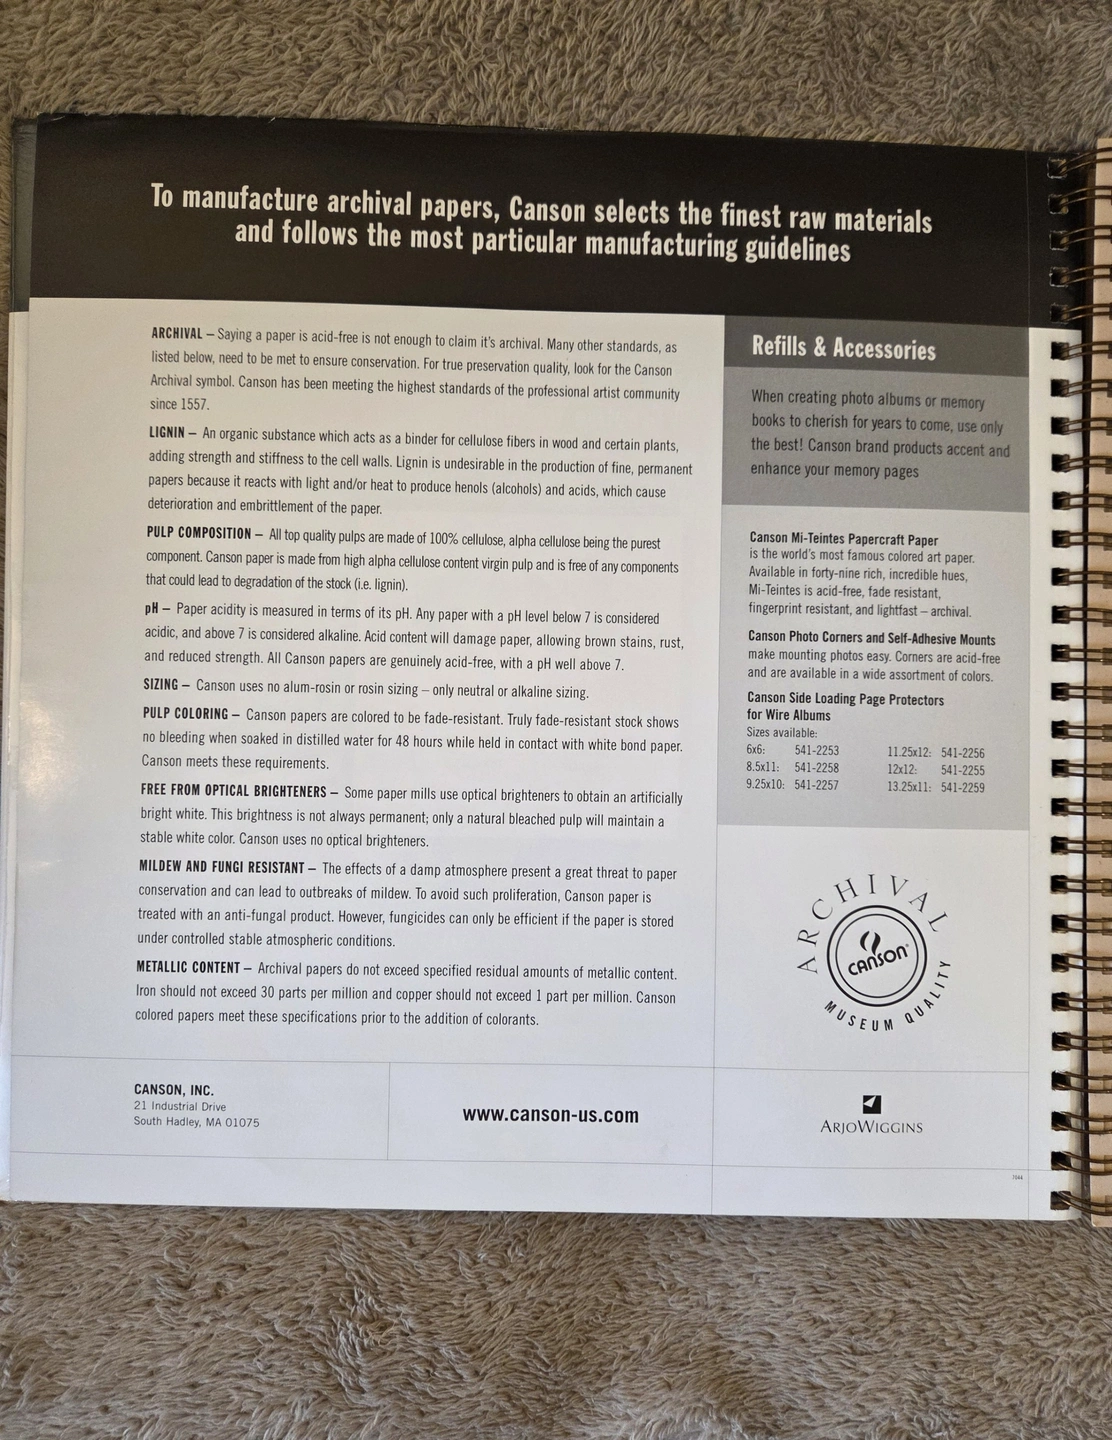 To manufacture archival papers, Canson selects the finest raw materials
and follows the most particular manufacturing guidelines
ARCHIVAL – Saying a paper is acid-free is not enough to claim it's archival. Many other standards, as
listed below, need to be met to ensure conservation. For true preservation quality, look for the Canson
Archival symbol. Canson has been meeting the highest standards of the professional artist community
since 1557.
LIGNIN – An organic substance which acts as a binder for cellulose fibers in wood and certain plants,
adding strength and stiffness to the cell walls. Lignin is undesirable in the production of fine, permanent
papers because it reacts with light and/or heat to produce henols (alcohols) and acids, which cause
deterioration and embrittlement of the paper.
PULP COMPOSITION – All top quality pulps are made of 100% cellulose, alpha cellulose being the purest
component. Canson paper is made from high alpha cellulose content virgin pulp and is free of any components
that could lead to degradation of the stock (i.e. lignin).
pH – Paper acidity is measured in terms of its pH. Any paper with a pH level below 7 is considered
acidic, and above 7 is considered alkaline. Acid content will damage paper, allowing brown stains, rust,
and reduced strength. All Canson papers are genuinely acid-free, with a pH well above 7.
SIZING – Canson uses no alum-rosin or rosin sizing – only neutral or alkaline sizing.
PULP COLORING – Canson papers are colored to be fade-resistant. Truly fade-resistant stock shows
no bleeding when soaked in distilled water for 48 hours while held in contact with white bond paper.
Canson meets these requirements.
FREE FROM OPTICAL BRIGHTENERS – Some paper mills use optical brighteners to obtain an artificially
bright white. This brightness is not always permanent; only a natural bleached pulp will maintain a
stable white color. Canson uses no optical brighteners.
MILDEW AND FUNGI RESISTANT – The effects of a damp atmosphere present a great threat to paper
conservation and can lead to outbreaks of mildew. To avoid such proliferation, Canson paper is
treated with an anti-fungal product. However, fungicides can only be efficient if the paper is stored
under controlled stable atmospheric conditions.
METALLIC CONTENT – Archival papers do not exceed specified residual amounts of metallic content.
Iron should not exceed 30 parts per million and copper should not exceed 1 part per million. Canson
colored papers meet these specifications prior to the addition of colorants.
Refills & Accessories
When creating photo albums or memory
books to cherish for years to come, use only
the best! Canson brand products accent and
enhance your memory pages
Canson Mi-Teintes Papercraft Paper
is the world's most famous colored art paper.
Available in forty-nine rich, incredible hues,
Mi-Teintes is acid-free, fade resistant,
fingerprint resistant, and lightfast – archival.
Canson Photo Corners and Self-Adhesive Mounts
make mounting photos easy. Corners are acid-free
and are available in a wide assortment of colors.
Canson Side Loading Page Protectors
for Wire Albums
Sizes available:
6x6: 541-2253 11.25x12: 541-2256
8.5x11: 541-2258 12x12: 541-2255
9.25x10: 541-2257 13.25x11: 541-2259
ARCHIVAL
CANSON®
MUSEUM QUALITY
CANSON, INC.
21 Industrial Drive
South Hadley, MA 01075
www.canson-us.com
ARJOWIGGINS